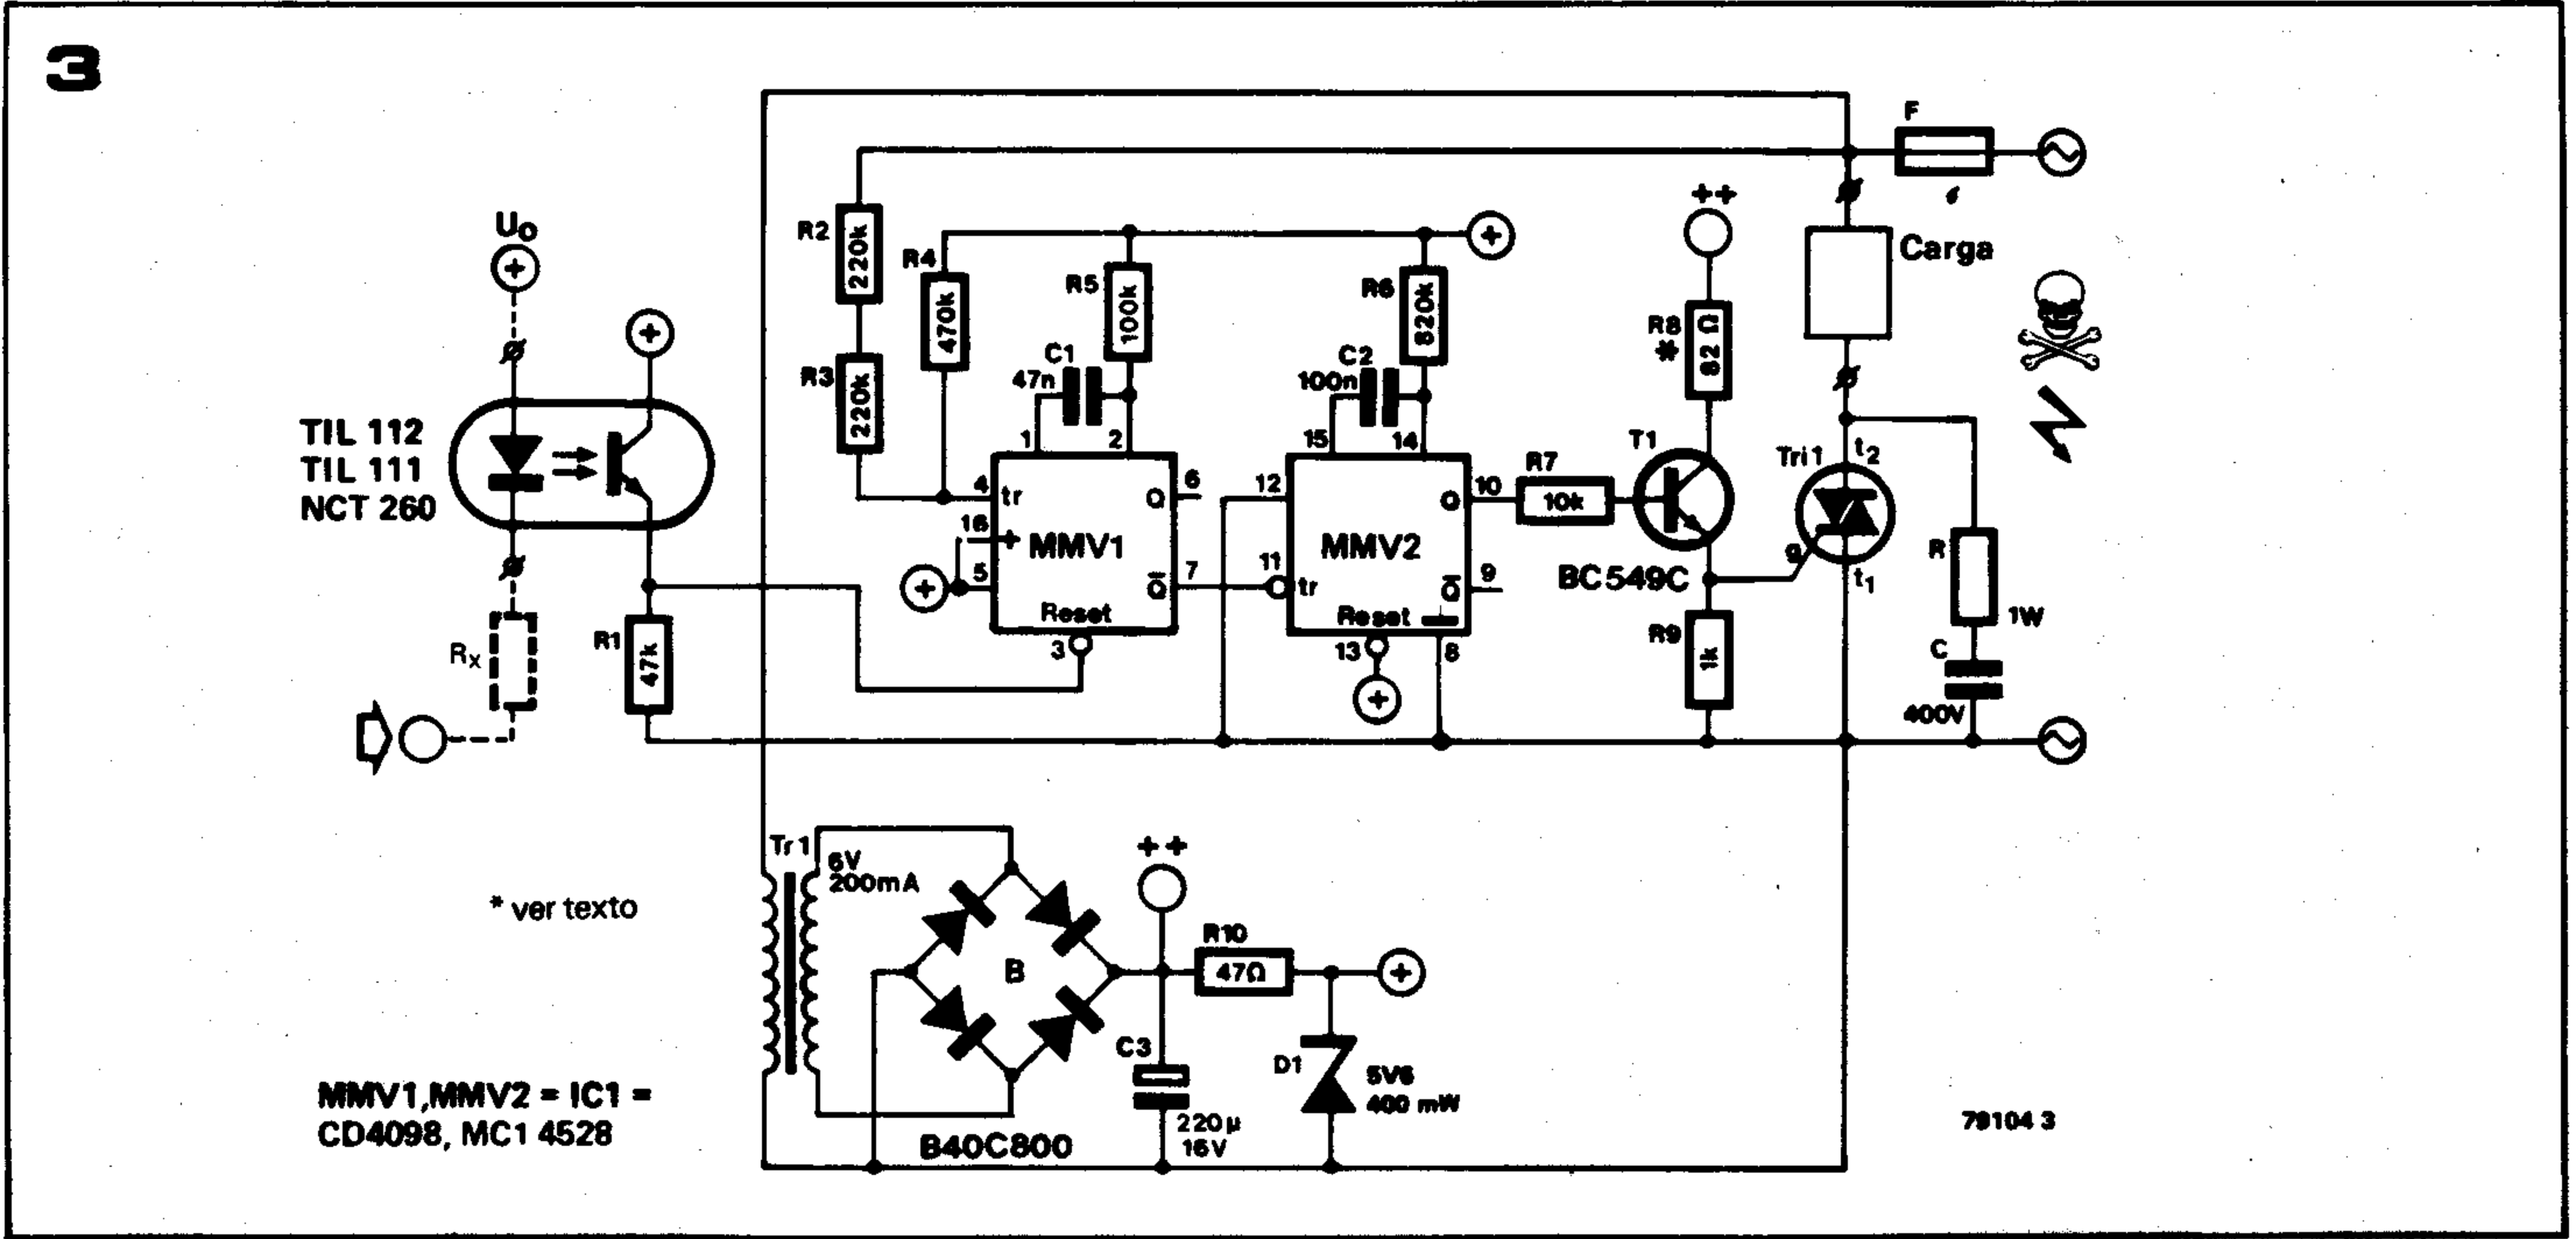 3
F
++
U₀
+
R2
220k
R4
470k
+
R5
100k
R6
820k
R8
*
82 Ω
Carga
+
R3
220k
C1
47n
C2
100n
T1
Tri1
t₂
TIL 112
TIL 111
NCT 260
1
2
15
14
4
tr
Q
6
12
Q
10
R7
10k
16
+
MMV1
MMV2
g
R
1W
+
5
Q̄
7
11
tr
Q̄
9
BC549C
t₁
Reset
3
Reset
13
8
Rₓ
R1
47k
R9
1k
C
400V
+
Tr1
6V
200mA
++
* ver texto
B
R10
47Ω
+
C3
220µ
16V
D1
5V6
400 mW
MMV1,MMV2 = IC1 =
CD4098, MC1 4528
B40C800
79104 3